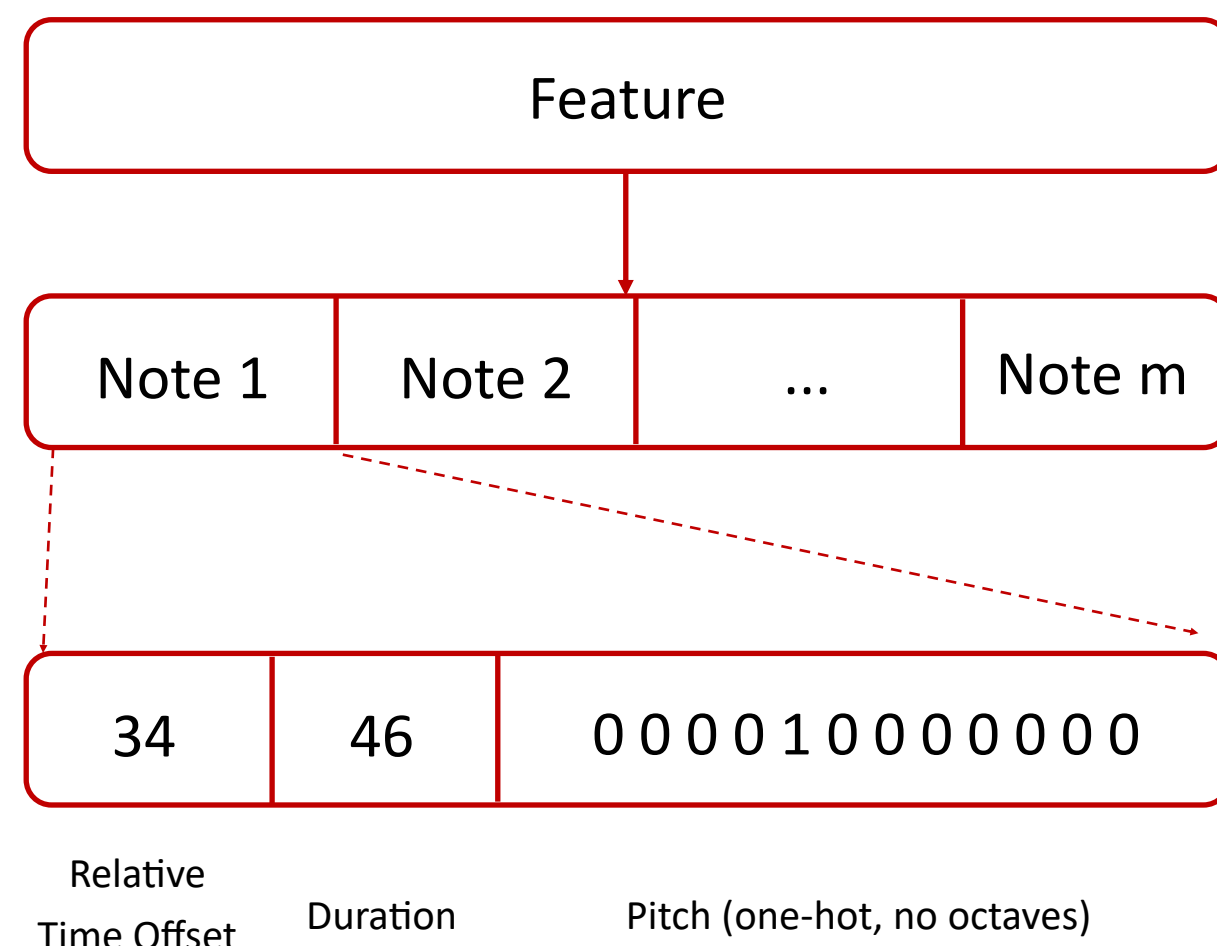 Feature
Note 1 Note 2 ... Note m
34 46 0 0 0 0 1 0 0 0 0 0 0 0
Relative
Time Offset Duration Pitch (one-hot, no octaves)